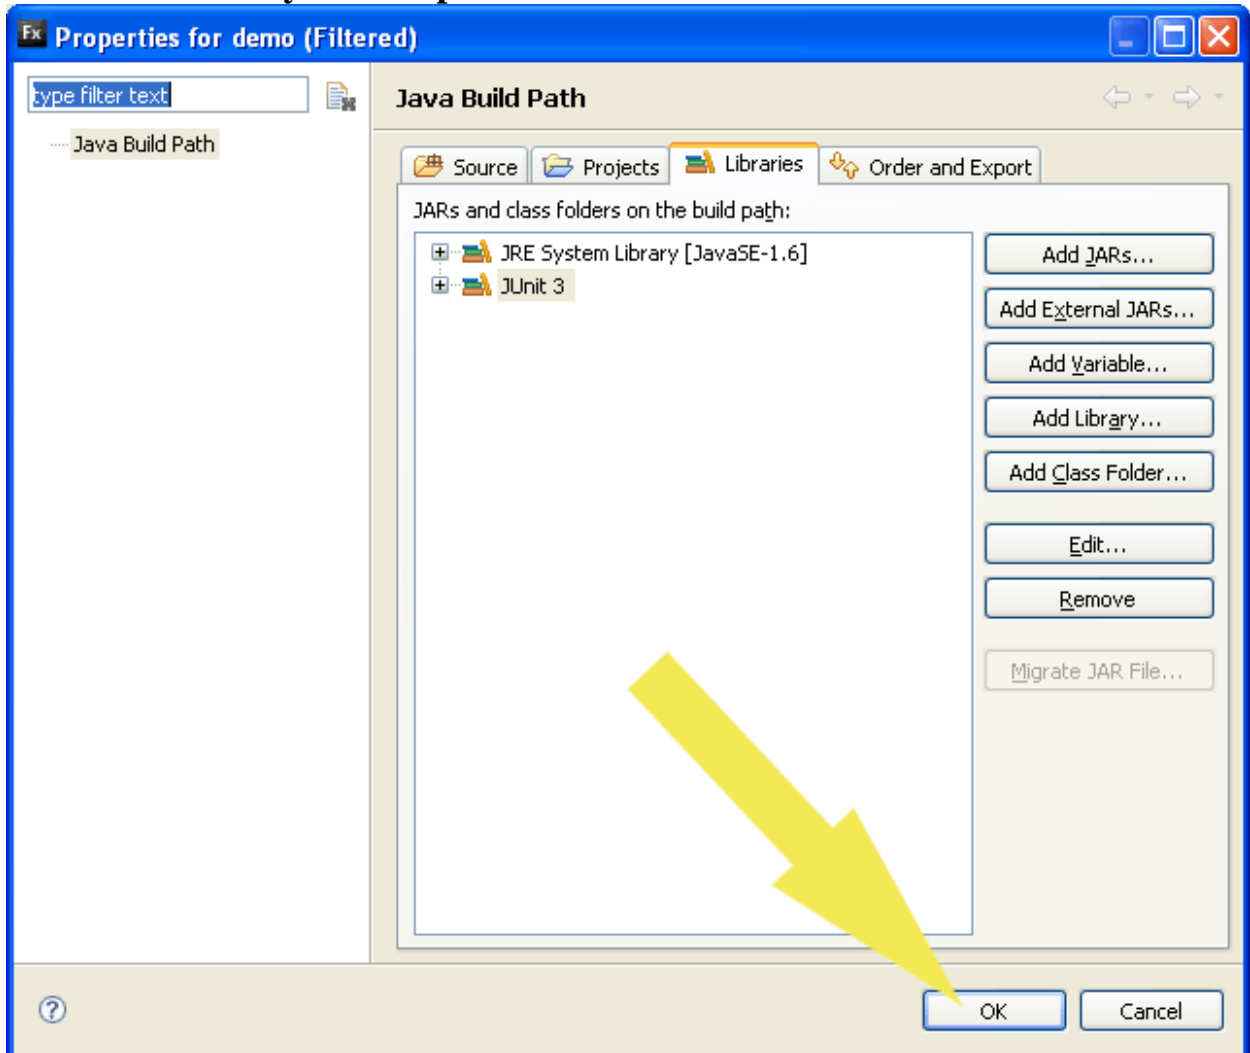 Fx Properties for demo (Filtered)
type filter text
Java Build Path
Java Build Path
Source Projects Libraries Order and Export
JARs and class folders on the build path:
JRE System Library [JavaSE-1.6]
JUnit 3
Add JARs...
Add External JARs...
Add Variable...
Add Library...
Add Class Folder...
Edit...
Remove
Migrate JAR File...
? OK Cancel